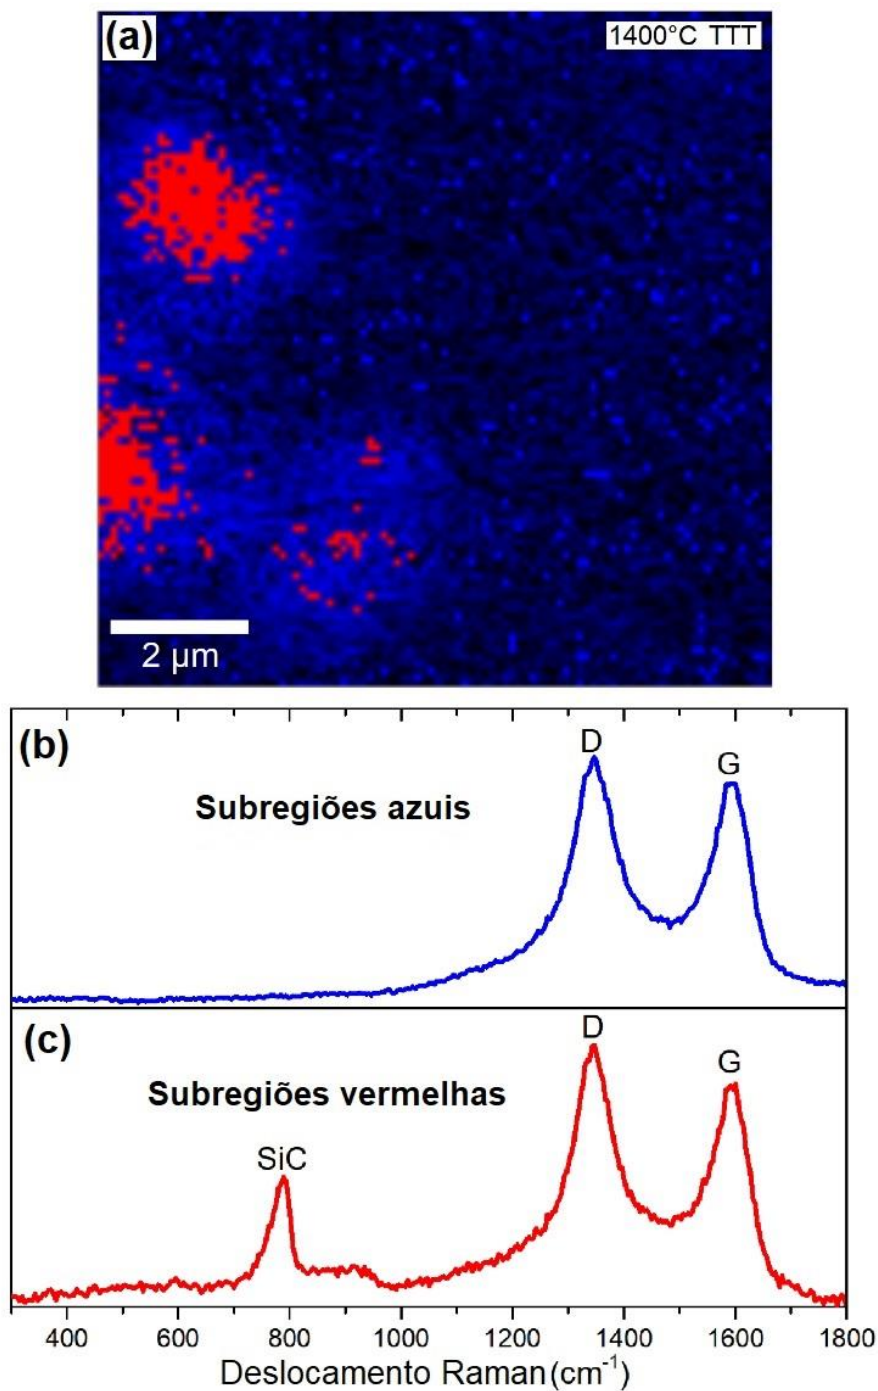 (a)
1400°C TTT
2 µm
(b)
D
G
Subregiões azuis
(c)
D
G
Subregiões vermelhas
SiC
400 600 800 1000 1200 1400 1600 1800
Deslocamento Raman (cm⁻¹)